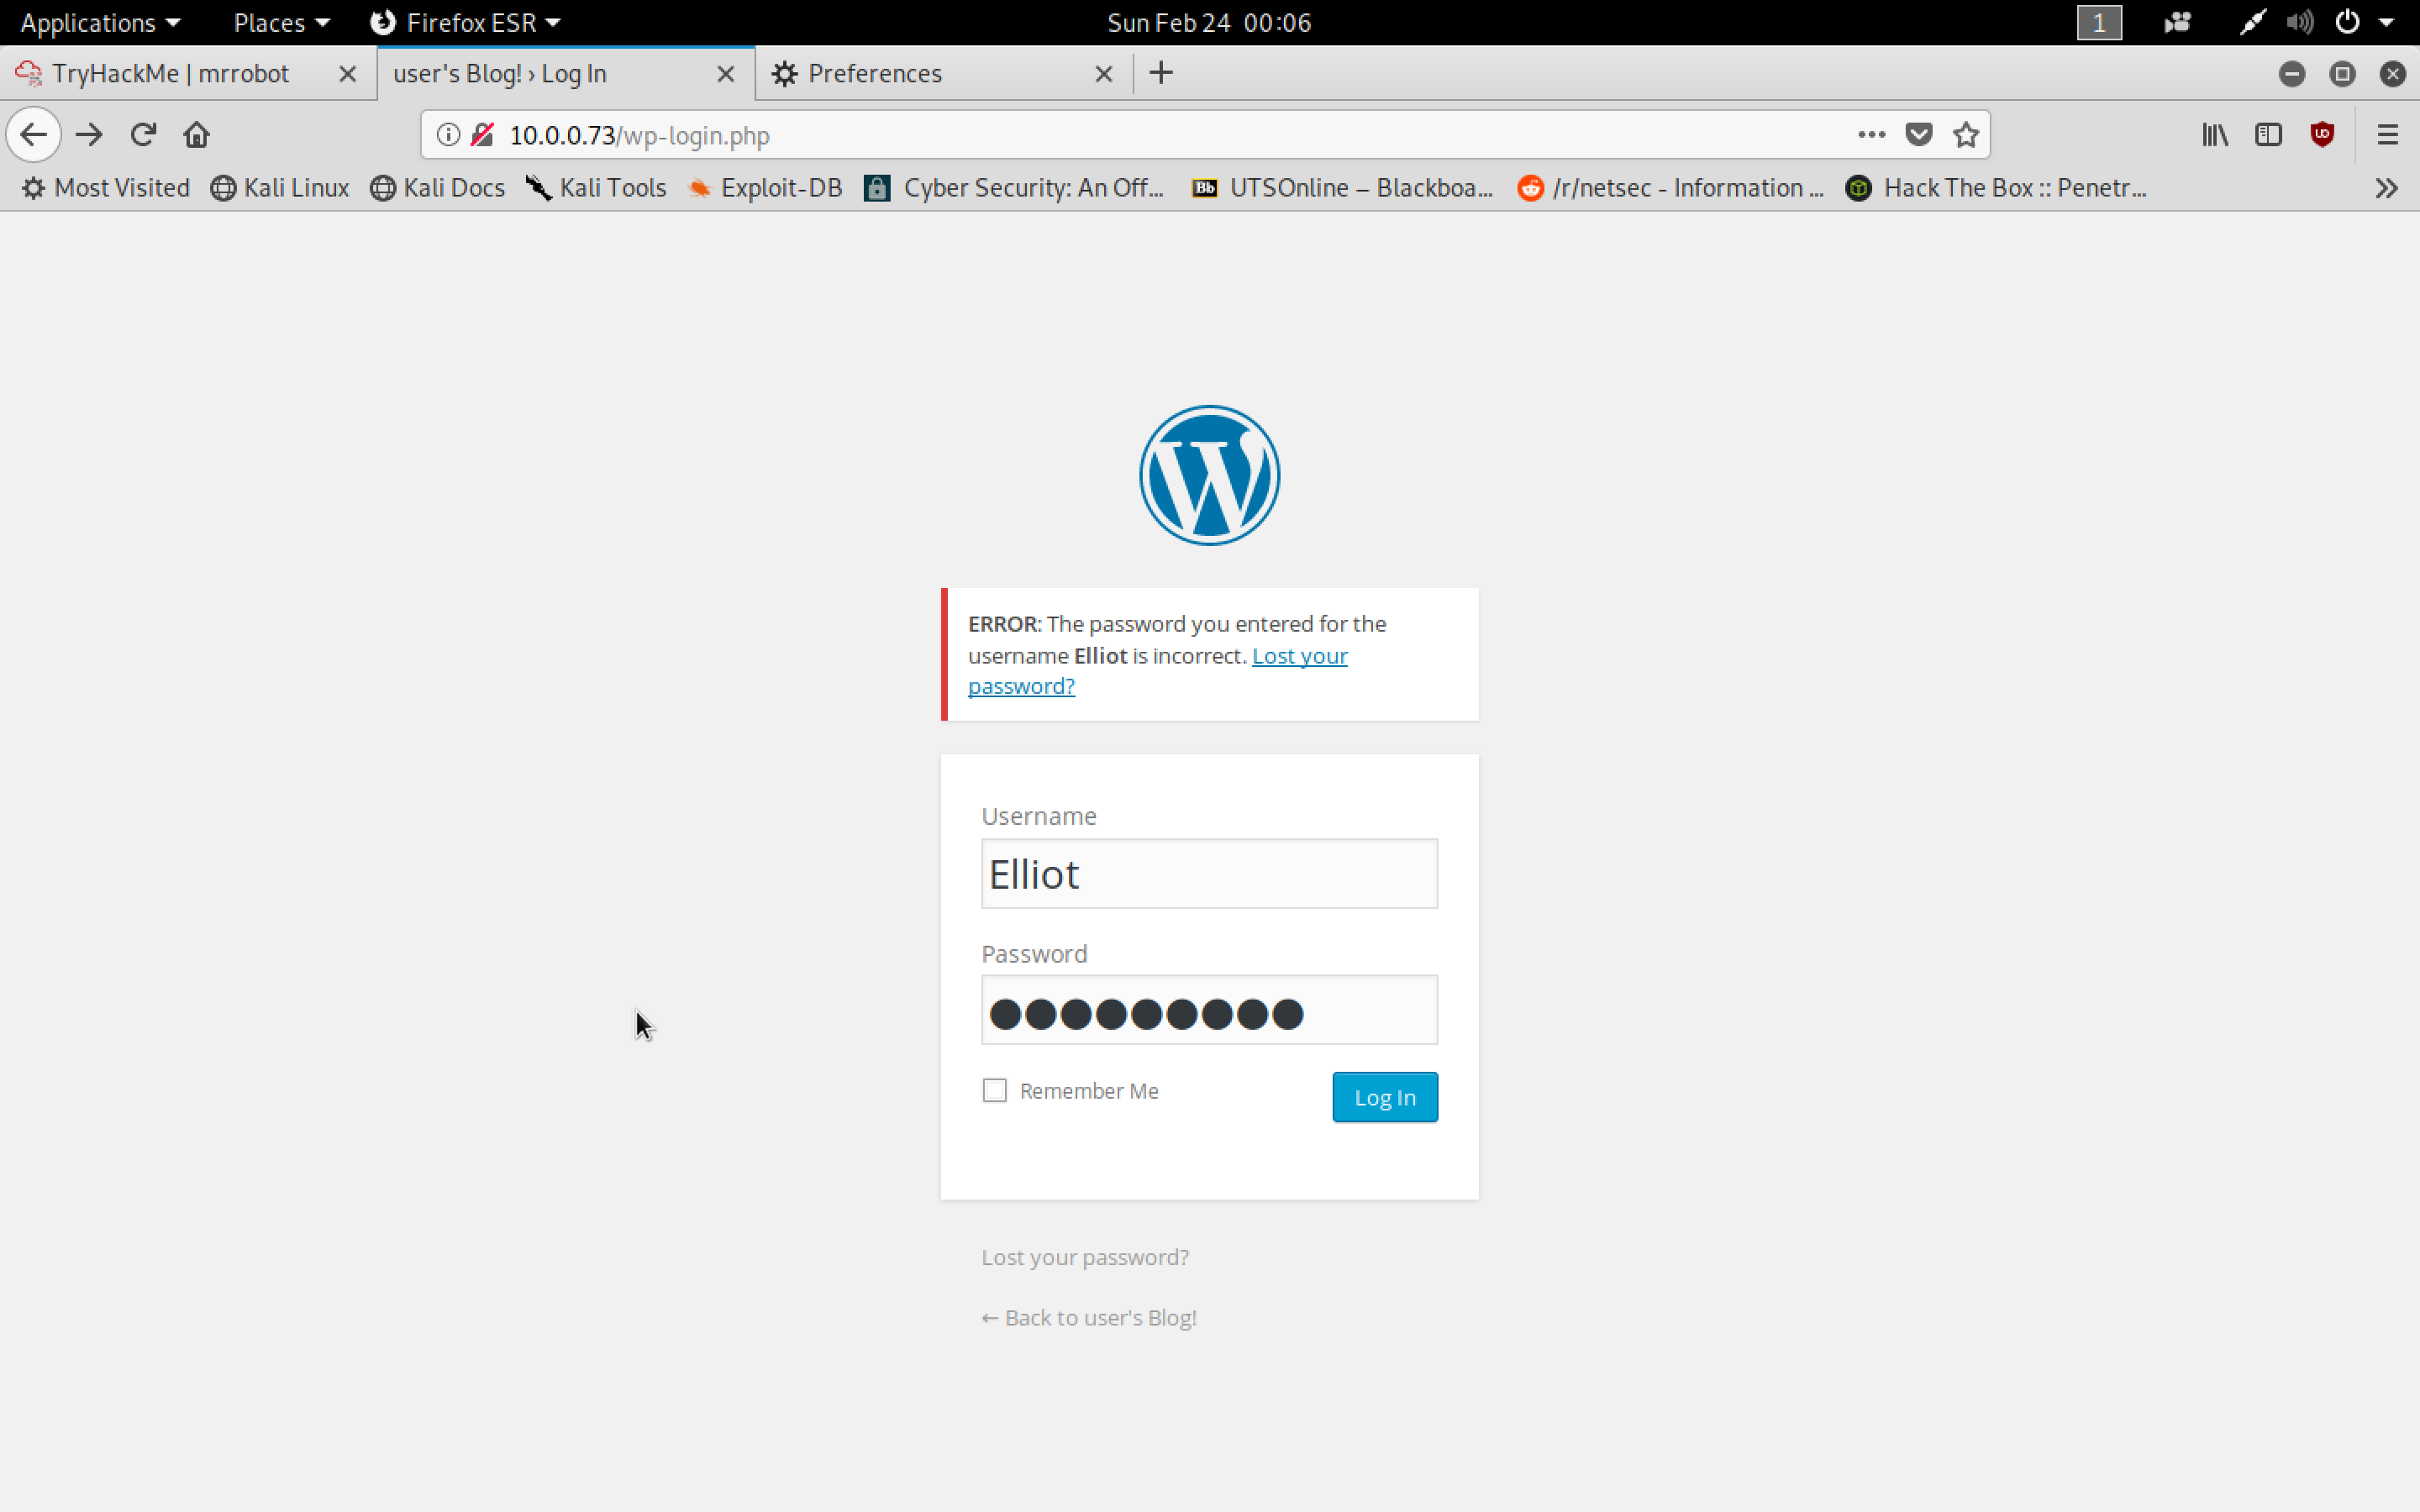 Applications Places Firefox ESR Sun Feb 24 00:06 1
TryHackMe | mrrobot user's Blog! › Log In Preferences
10.0.0.73/wp-login.php
Most Visited Kali Linux Kali Docs Kali Tools Exploit-DB Cyber Security: An Off... Bb UTSOnline – Blackboa... /r/netsec - Information ... Hack The Box :: Penetr...
ERROR: The password you entered for the
username Elliot is incorrect. Lost your
password?
Username
Elliot
Password
●●●●●●●●●
Remember Me Log In
Lost your password?
← Back to user's Blog!